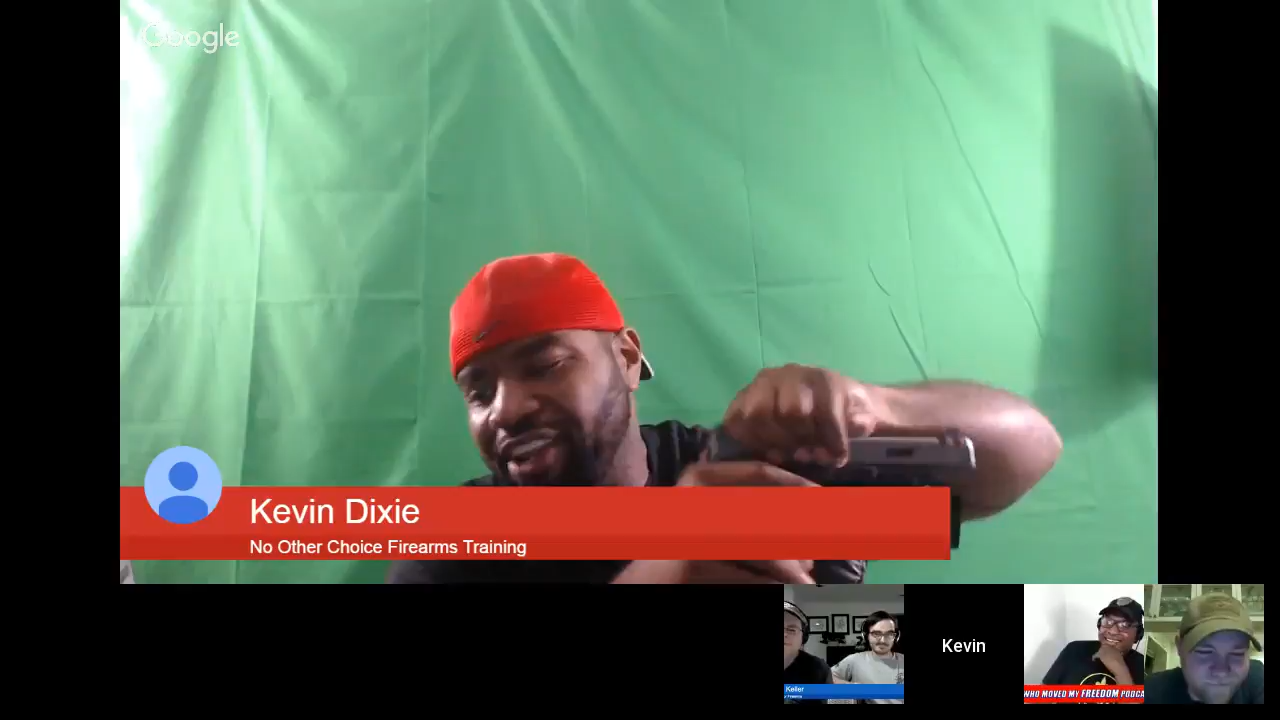 Google
Kevin Dixie
No Other Choice Firearms Training
Keller
Kevin
WHO MOVED MY FREEDOM PODCA